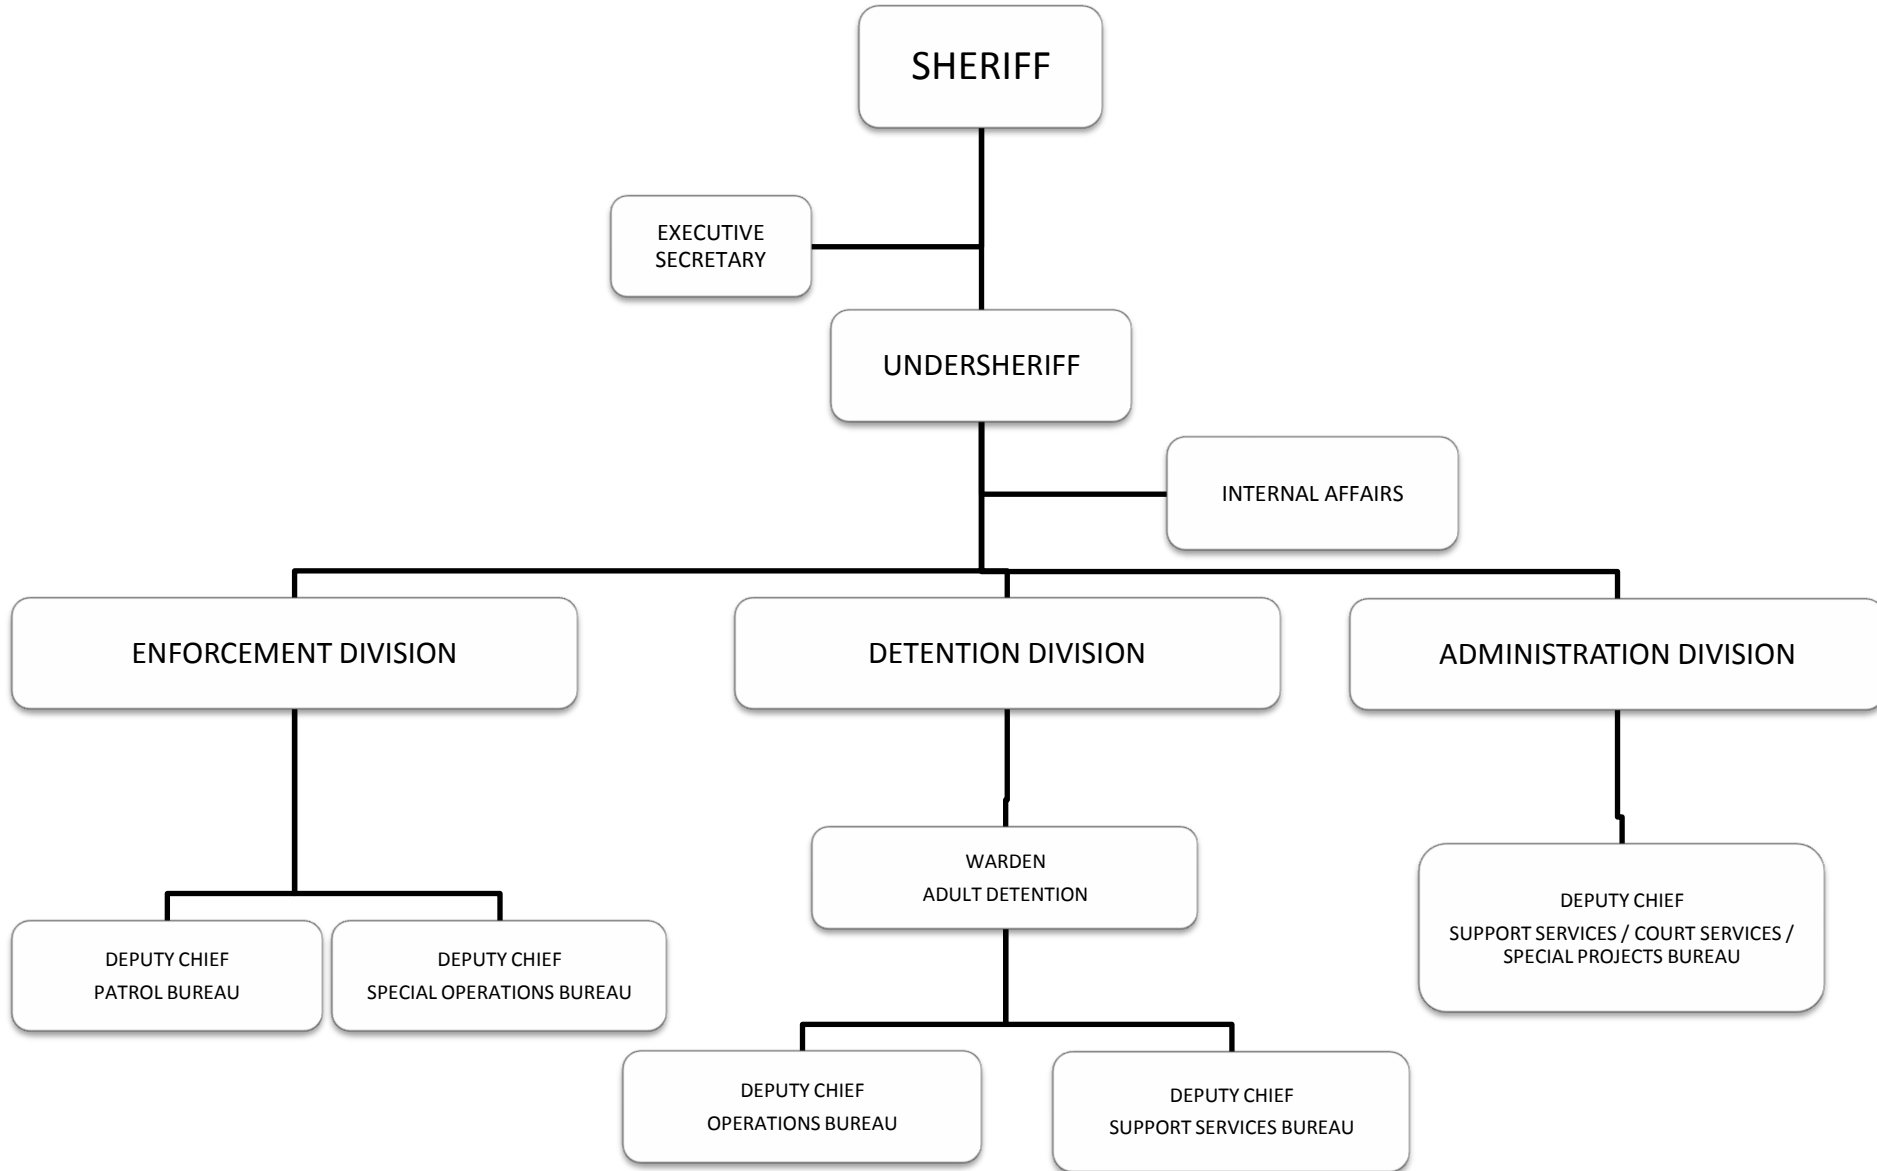 SHERIFF
EXECUTIVE
SECRETARY
UNDERSHERIFF
INTERNAL AFFAIRS
ENFORCEMENT DIVISION
DETENTION DIVISION
ADMINISTRATION DIVISION
WARDEN
ADULT DETENTION
DEPUTY CHIEF
PATROL BUREAU
DEPUTY CHIEF
SPECIAL OPERATIONS BUREAU
DEPUTY CHIEF
SUPPORT SERVICES / COURT SERVICES /
SPECIAL PROJECTS BUREAU
DEPUTY CHIEF
OPERATIONS BUREAU
DEPUTY CHIEF
SUPPORT SERVICES BUREAU